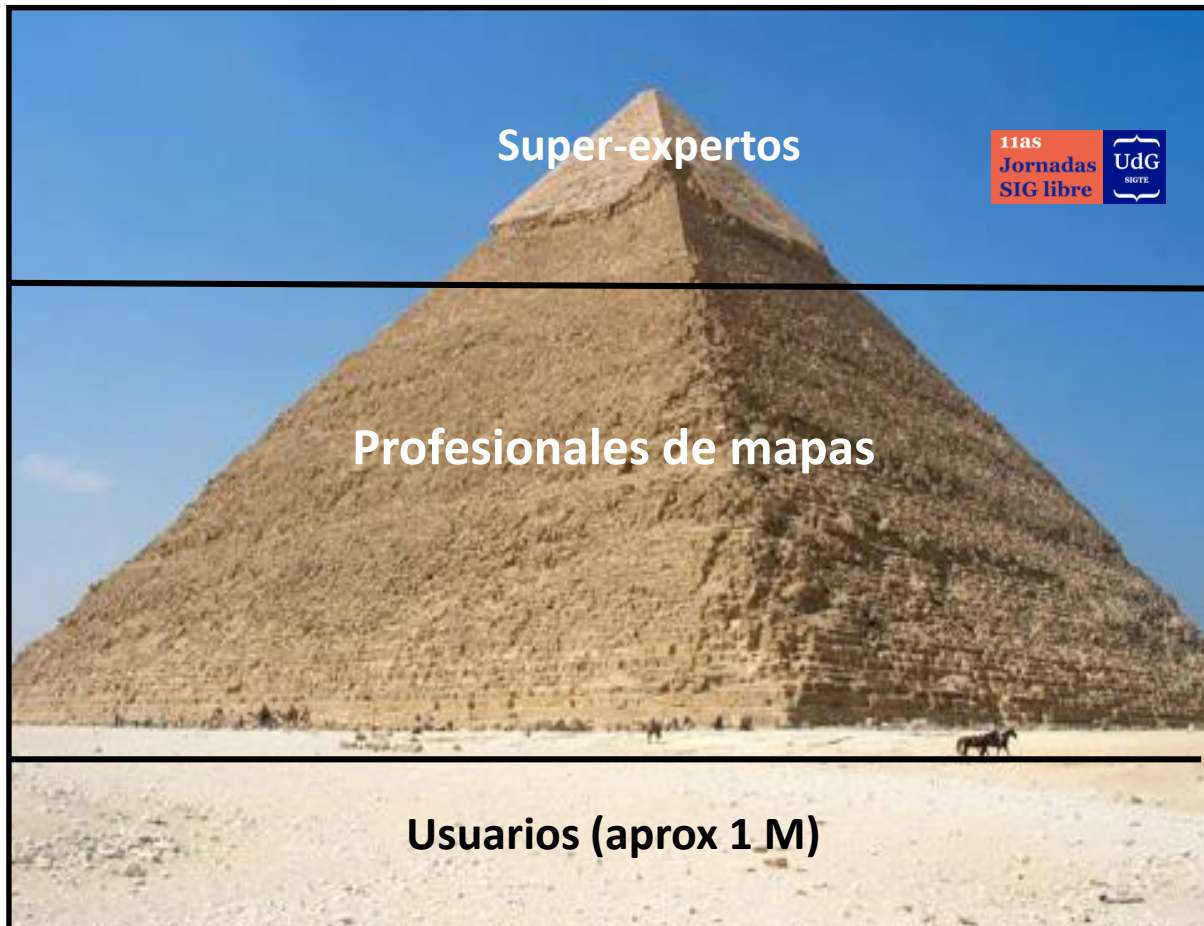 Super-expertos
11as
Jornadas
SIG libre
UdG
SIGTE
Profesionales de mapas
Usuarios (aprox 1 M)